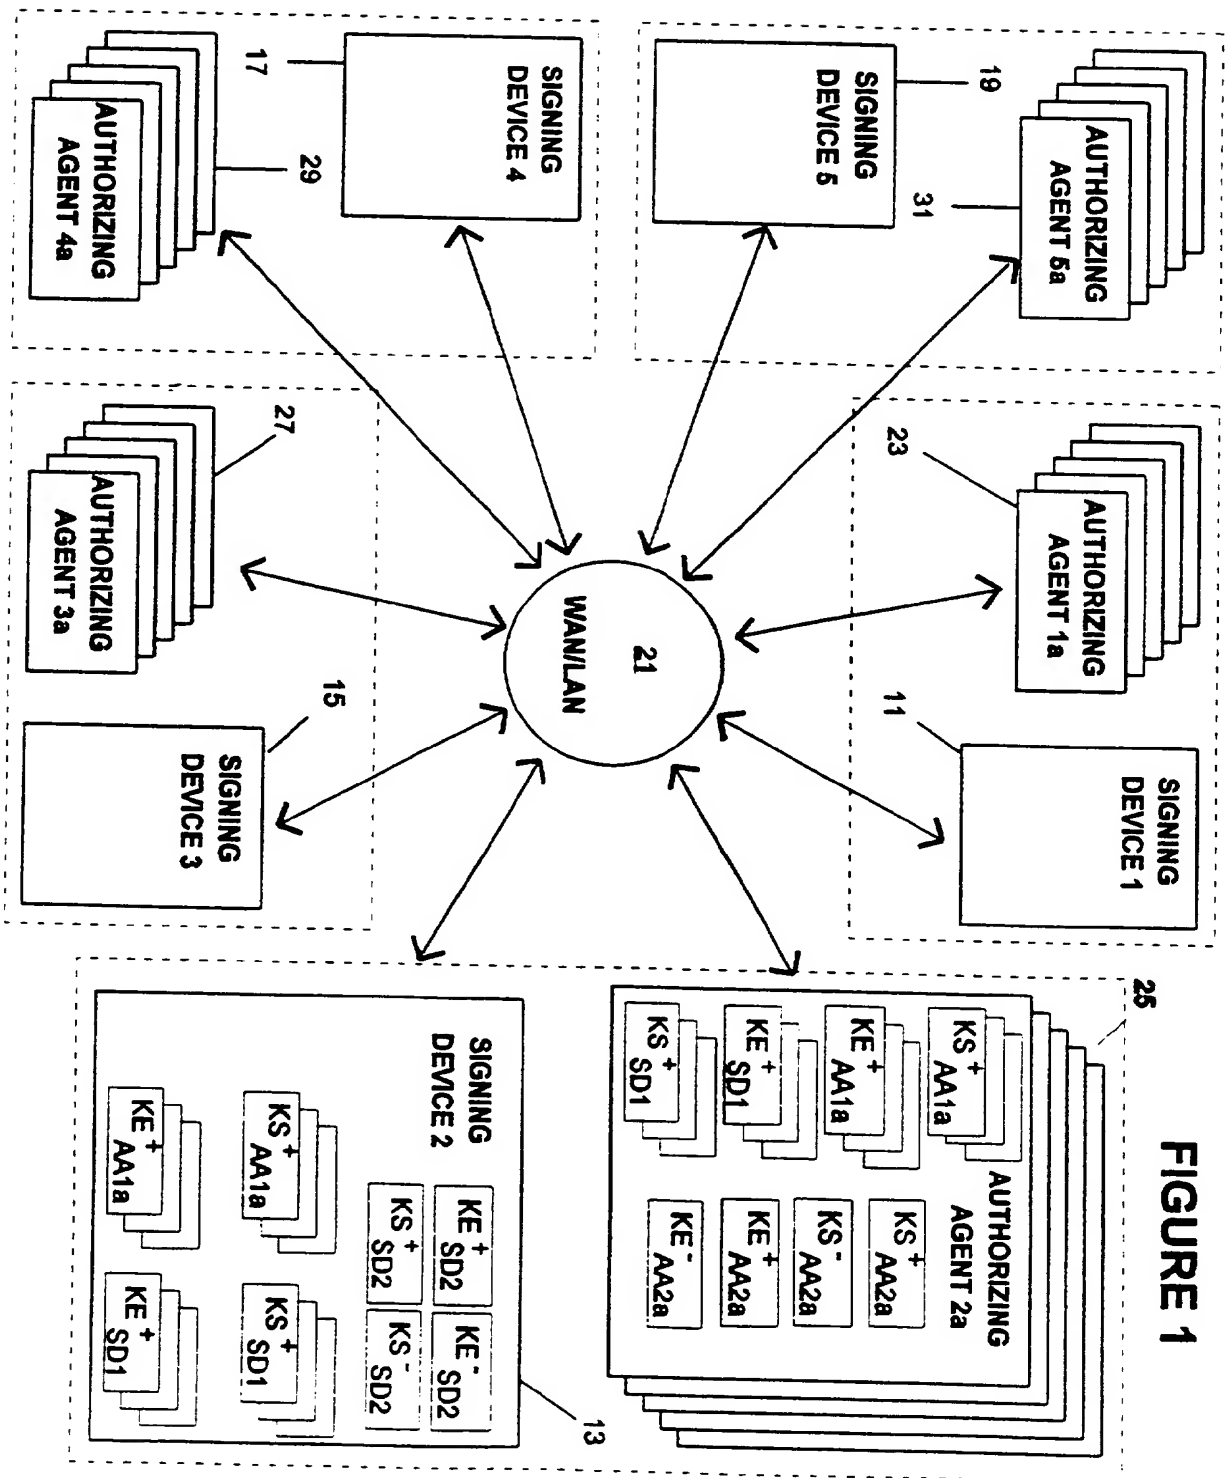 FIGURE 1
AUTHORIZING
AGENT 5a
31
19
SIGNING
DEVICE 5
AUTHORIZING
AGENT 1a
23
SIGNING
DEVICE 1
11
25
AUTHORIZING
AGENT 2a
KS+
AA1a
KE+
AA1a
KE+
SD1
KS+
SD1
KS+
AA2a
KS-
AA2a
KE+
AA2a
KE-
AA2a
21
WAN/LAN
SIGNING
DEVICE 4
17
29
AUTHORIZING
AGENT 4a
27
AUTHORIZING
AGENT 3a
15
SIGNING
DEVICE 3
13
SIGNING
DEVICE 2
KE+
SD2
KE-
SD2
KS+
SD2
KS-
SD2
KS+
AA1a
KS+
SD1
KE+
AA1a
KE+
SD1